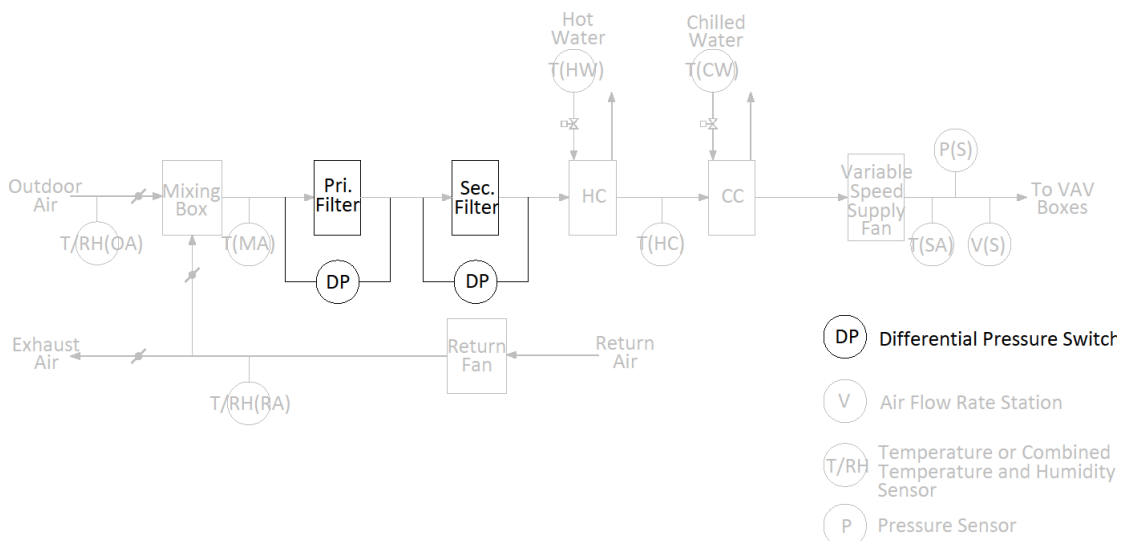 Hot
Water
Chilled
Water
T(HW)
T(CW)
P(S)
Outdoor
Air
Mixing
Box
Pri.
Filter
Sec.
Filter
HC
CC
Variable
Speed
Supply
Fan
To VAV
Boxes
T/RH(OA)
T(MA)
T(HC)
T(SA)
V(S)
DP
DP
Exhaust
Air
Return
Fan
Return
Air
T/RH(RA)
DP Differential Pressure Switch
V Air Flow Rate Station
T/RH Temperature or Combined
Temperature and Humidity
Sensor
P Pressure Sensor